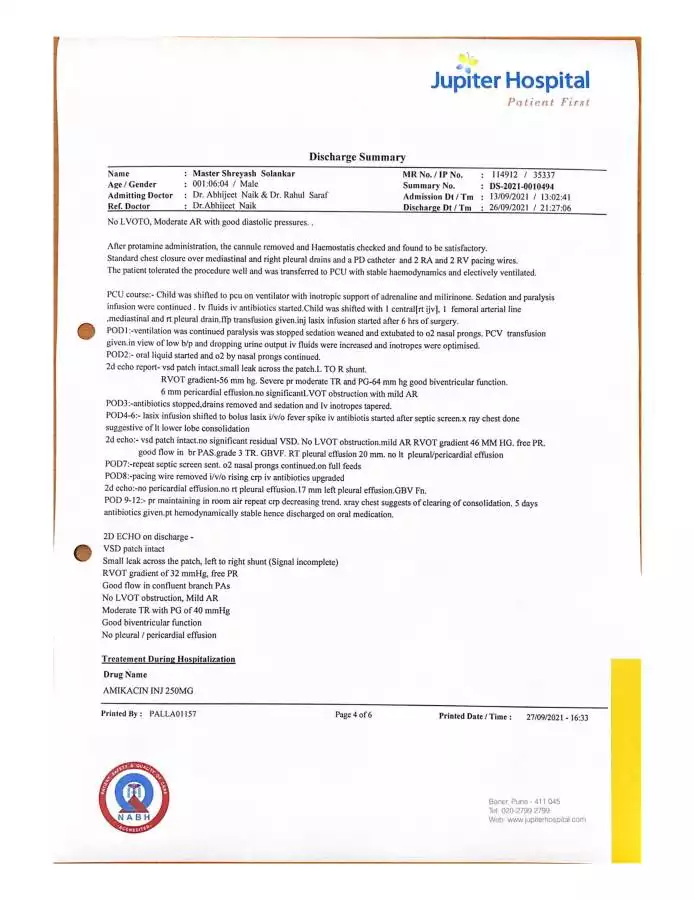 Jupiter Hospital
Patient First
Discharge Summary
Name : Master Shreyash Solankar MR No. / IP No. : 114912 / 35337
Age / Gender : 001:06:04 / Male Summary No. : DS-2021-0010494
Admitting Doctor : Dr. Abhijeet Naik & Dr. Rahul Saraf Admission Dt / Tm : 13/09/2021 / 13:02:41
Ref. Doctor : Dr.Abhijeet Naik Discharge Dt / Tm : 26/09/2021 / 21:27:06
No LVOTO, Moderate AR with good diastolic pressures. .
After protamine administration, the cannule removed and Haemostatis checked and found to be satisfactory.
Standard chest closure over mediastinal and right pleural drains and a PD catheter and 2 RA and 2 RV pacing wires.
The patient tolerated the procedure well and was transferred to PCU with stable haemodynamics and electively ventilated.
PCU course:- Child was shifted to pcu on ventilator with inotropic support of adrenaline and milirinone. Sedation and paralysis
infusion were continued . Iv fluids iv antibiotics started.Child was shifted with 1 central[rt ijv], 1 femoral arterial line
,mediastinal and rt pleural drain.ffp transfusion given.inj lasix infusion started after 6 hrs of surgery.
POD1:-ventilation was continued paralysis was stopped sedation weaned and extubated to o2 nasal prongs. PCV transfusion
given.in view of low b/p and dropping urine output iv fluids were increased and inotropes were optimised.
POD2:- oral liquid started and o2 by nasal prongs continued.
2d echo report- vsd patch intact.small leak across the patch.L TO R shunt.
RVOT gradient-56 mm hg. Severe pr moderate TR and PG-64 mm hg good biventricular function.
6 mm pericardial effusion.no significantLVOT obstruction with mild AR
POD3:-antibiotics stopped,drains removed and sedation and Iv inotropes tapered.
POD4-6:- lasix infusion shifted to bolus lasix i/v/o fever spike iv antibiotis started after septic screen.x ray chest done
suggestive of lt lower lobe consolidation
2d echo:- vsd patch intact.no significant residual VSD. No LVOT obstruction.mild AR RVOT gradient 46 MM HG. free PR.
good flow in br PAS.grade 3 TR. GBVF. RT pleural effusion 20 mm. no lt pleural/pericardial effusion
POD7:-repeat septic screen sent. o2 nasal prongs continued.on full feeds
POD8:-pacing wire removed i/v/o rising crp iv antibiotics upgraded
2d echo:-no pericardial effusion.no rt pleural effusion.17 mm left pleural effusion.GBV Fn.
POD 9-12:- pr maintaining in room air repeat crp decreasing trend. xray chest suggests of clearing of consolidation. 5 days
antibiotics given.pt hemodynamically stable hence discharged on oral medication.
2D ECHO on discharge -
VSD patch intact
Small leak across the patch, left to right shunt (Signal incomplete)
RVOT gradient of 32 mmHg, free PR
Good flow in confluent branch PAs
No LVOT obstruction, Mild AR
Moderate TR with PG of 40 mmHg
Good biventricular function
No pleural / pericardial effusion
Treatement During Hospitalization
Drug Name
AMIKACIN INJ 250MG
Printed By : PALLA01157 Page 4 of 6 Printed Date / Time : 27/09/2021 - 16:33
PATIENT SAFETY & QUALITY OF CARE
NABH
ACCREDITED
Baner, Pune - 411 045
Tel: 020-2799 2799
Web: www.jupiterhospital.com